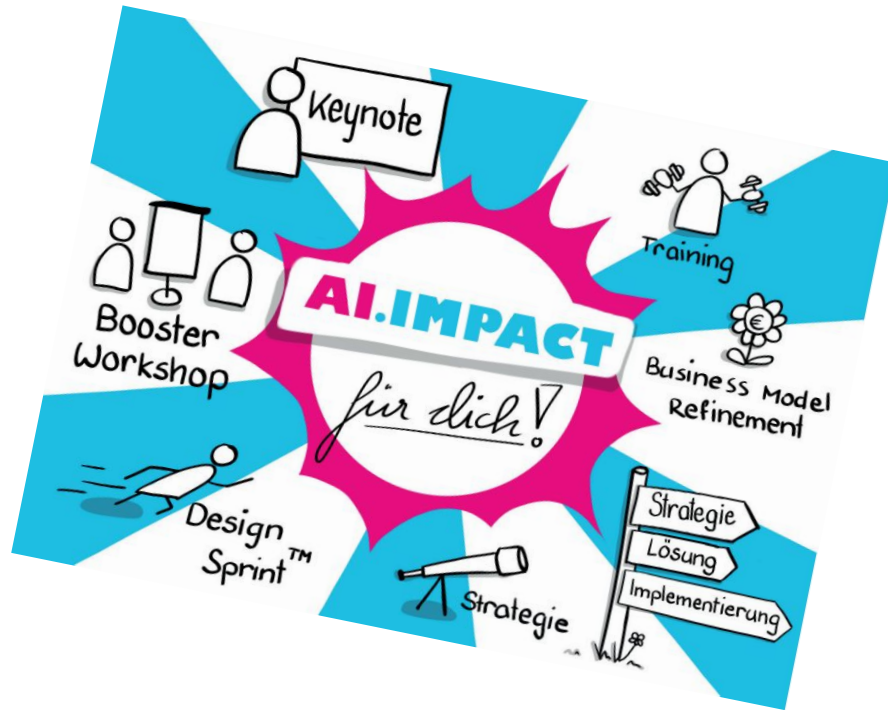 Keynote
Training
Booster
Workshop
AI.IMPACT
für dich!
Business Model
Refinement
€
Design
Sprint™
Strategie
Strategie
Lösung
Implementierung